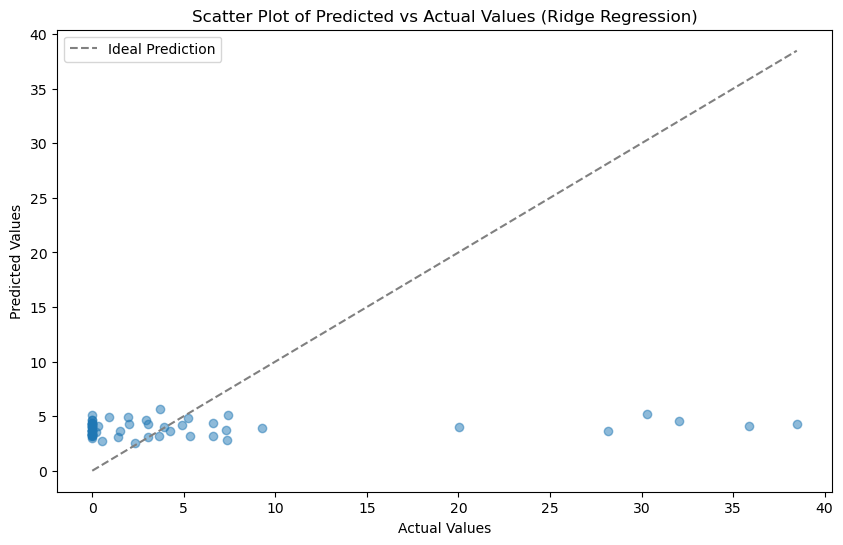 Scatter Plot of Predicted vs Actual Values (Ridge Regression)
Ideal Prediction
Predicted Values
40
35
30
25
20
15
10
5
0
0 5 10 15 20 25 30 35 40
Actual Values